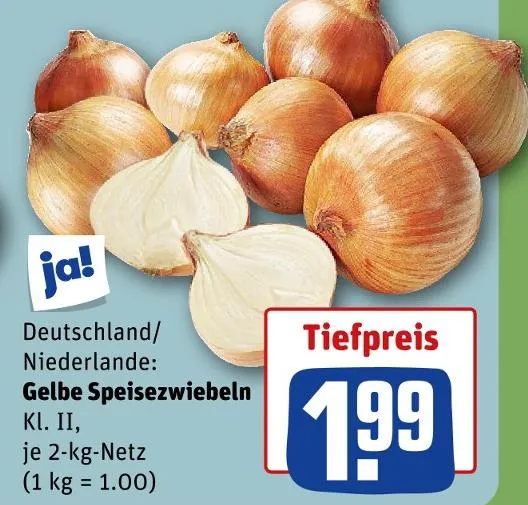 ja!
Deutschland/
Niederlande:
Gelbe Speisezwiebeln
Kl. II,
je 2-kg-Netz
(1 kg = 1.00)
Tiefpreis
1.99